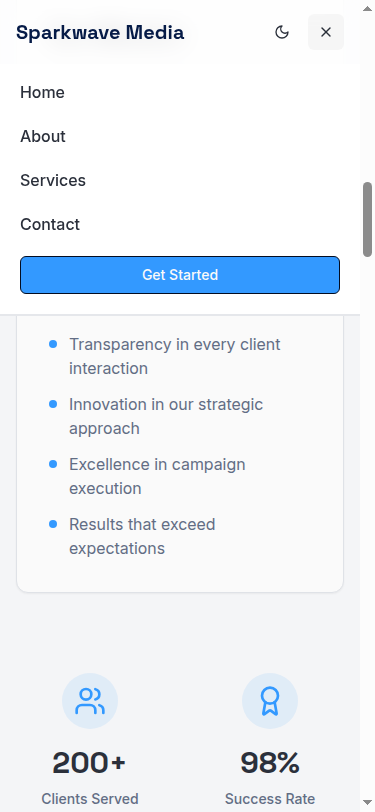 Sparkwave Media
Home
About
Services
Contact
Get Started
Transparency in every client
interaction
Innovation in our strategic
approach
Excellence in campaign
execution
Results that exceed
expectations
200+
98%
Clients Served
Success Rate